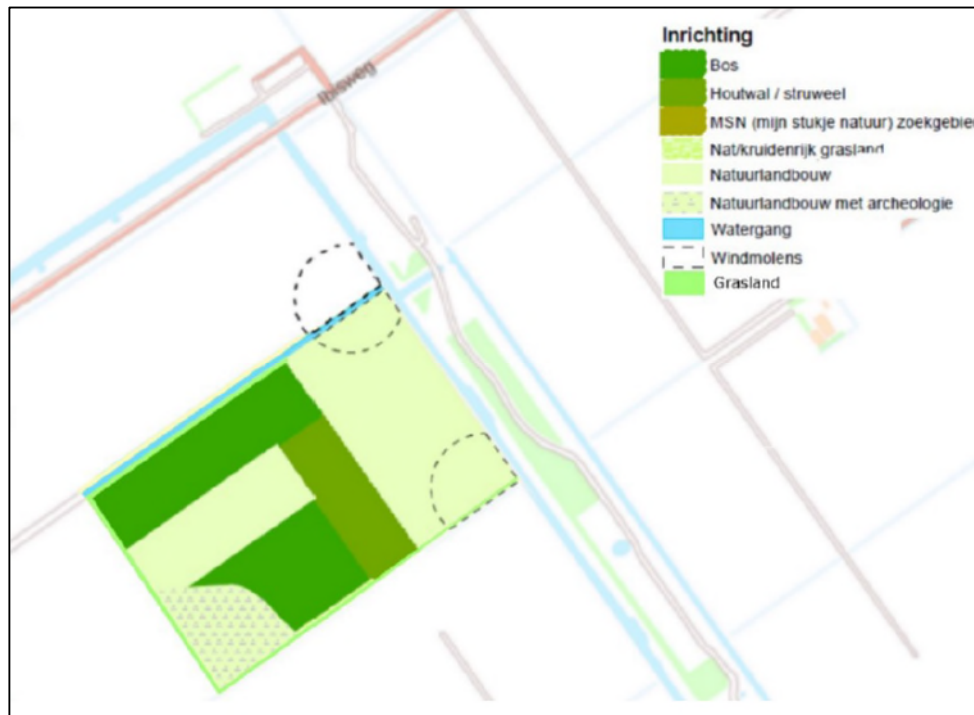 Inrichting
Bos
Houtwal / struweel
MSN (mijn stukje natuur) zoekgebie
Nat/kruidenrijk grasland
Natuurlandbouw
Natuurlandbouw met archeologie
Watergang
Windmolens
Grasland
Ibisweg